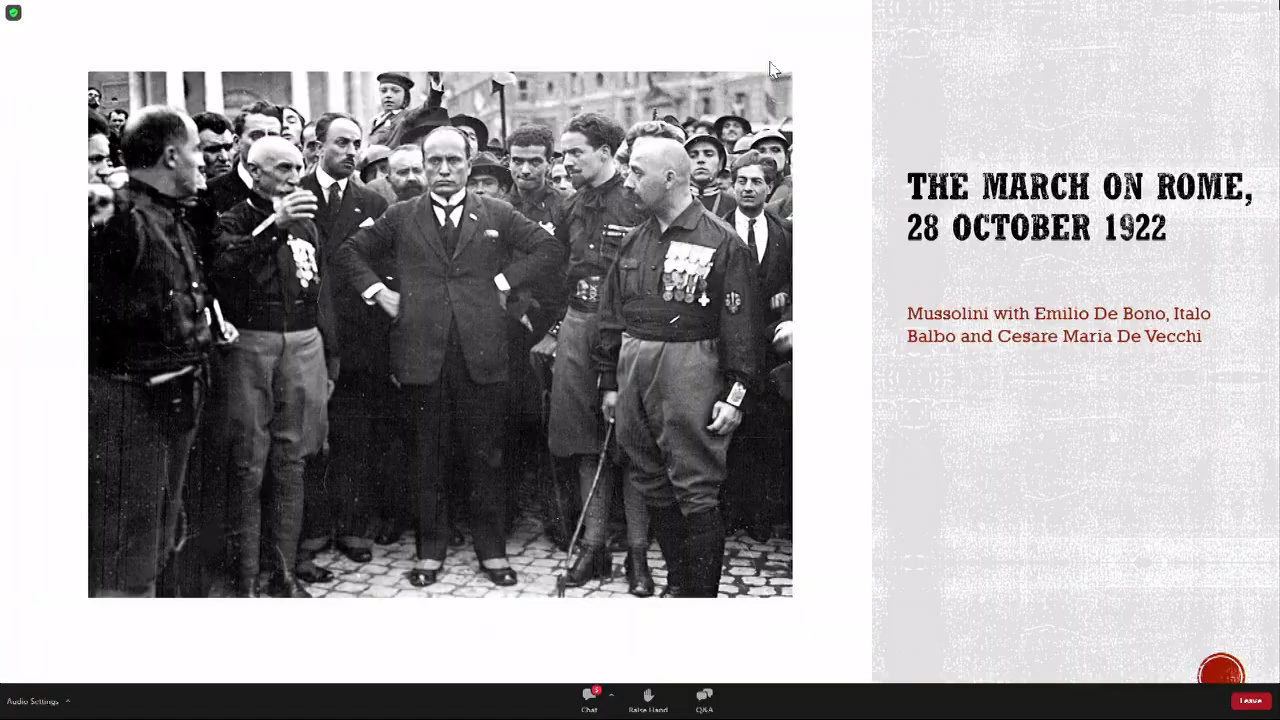 THE MARCH ON ROME,
28 OCTOBER 1922
Mussolini with Emilio De Bono, Italo
Balbo and Cesare Maria De Vecchi
Audio Settings
Chat
Raise Hand
Q&A
Leave